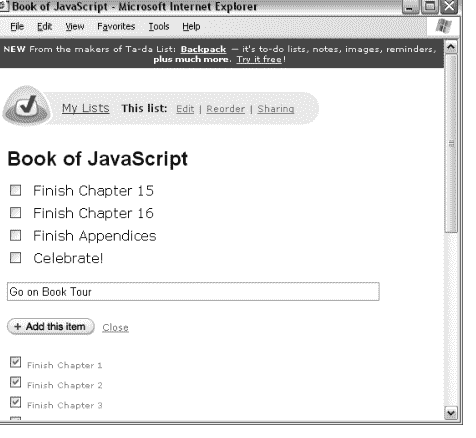 Book of JavaScript - Microsoft Internet Explorer
File Edit View Favorites Tools Help
NEW From the makers of Ta-da List: Backpack — it's to-do lists, notes, images, reminders,
plus much more. Try it free!
My Lists This list: Edit | Reorder | Sharing
Book of JavaScript
Finish Chapter 15
Finish Chapter 16
Finish Appendices
Celebrate!
Go on Book Tour
+ Add this item Close
Finish Chapter 1
Finish Chapter 2
Finish Chapter 3